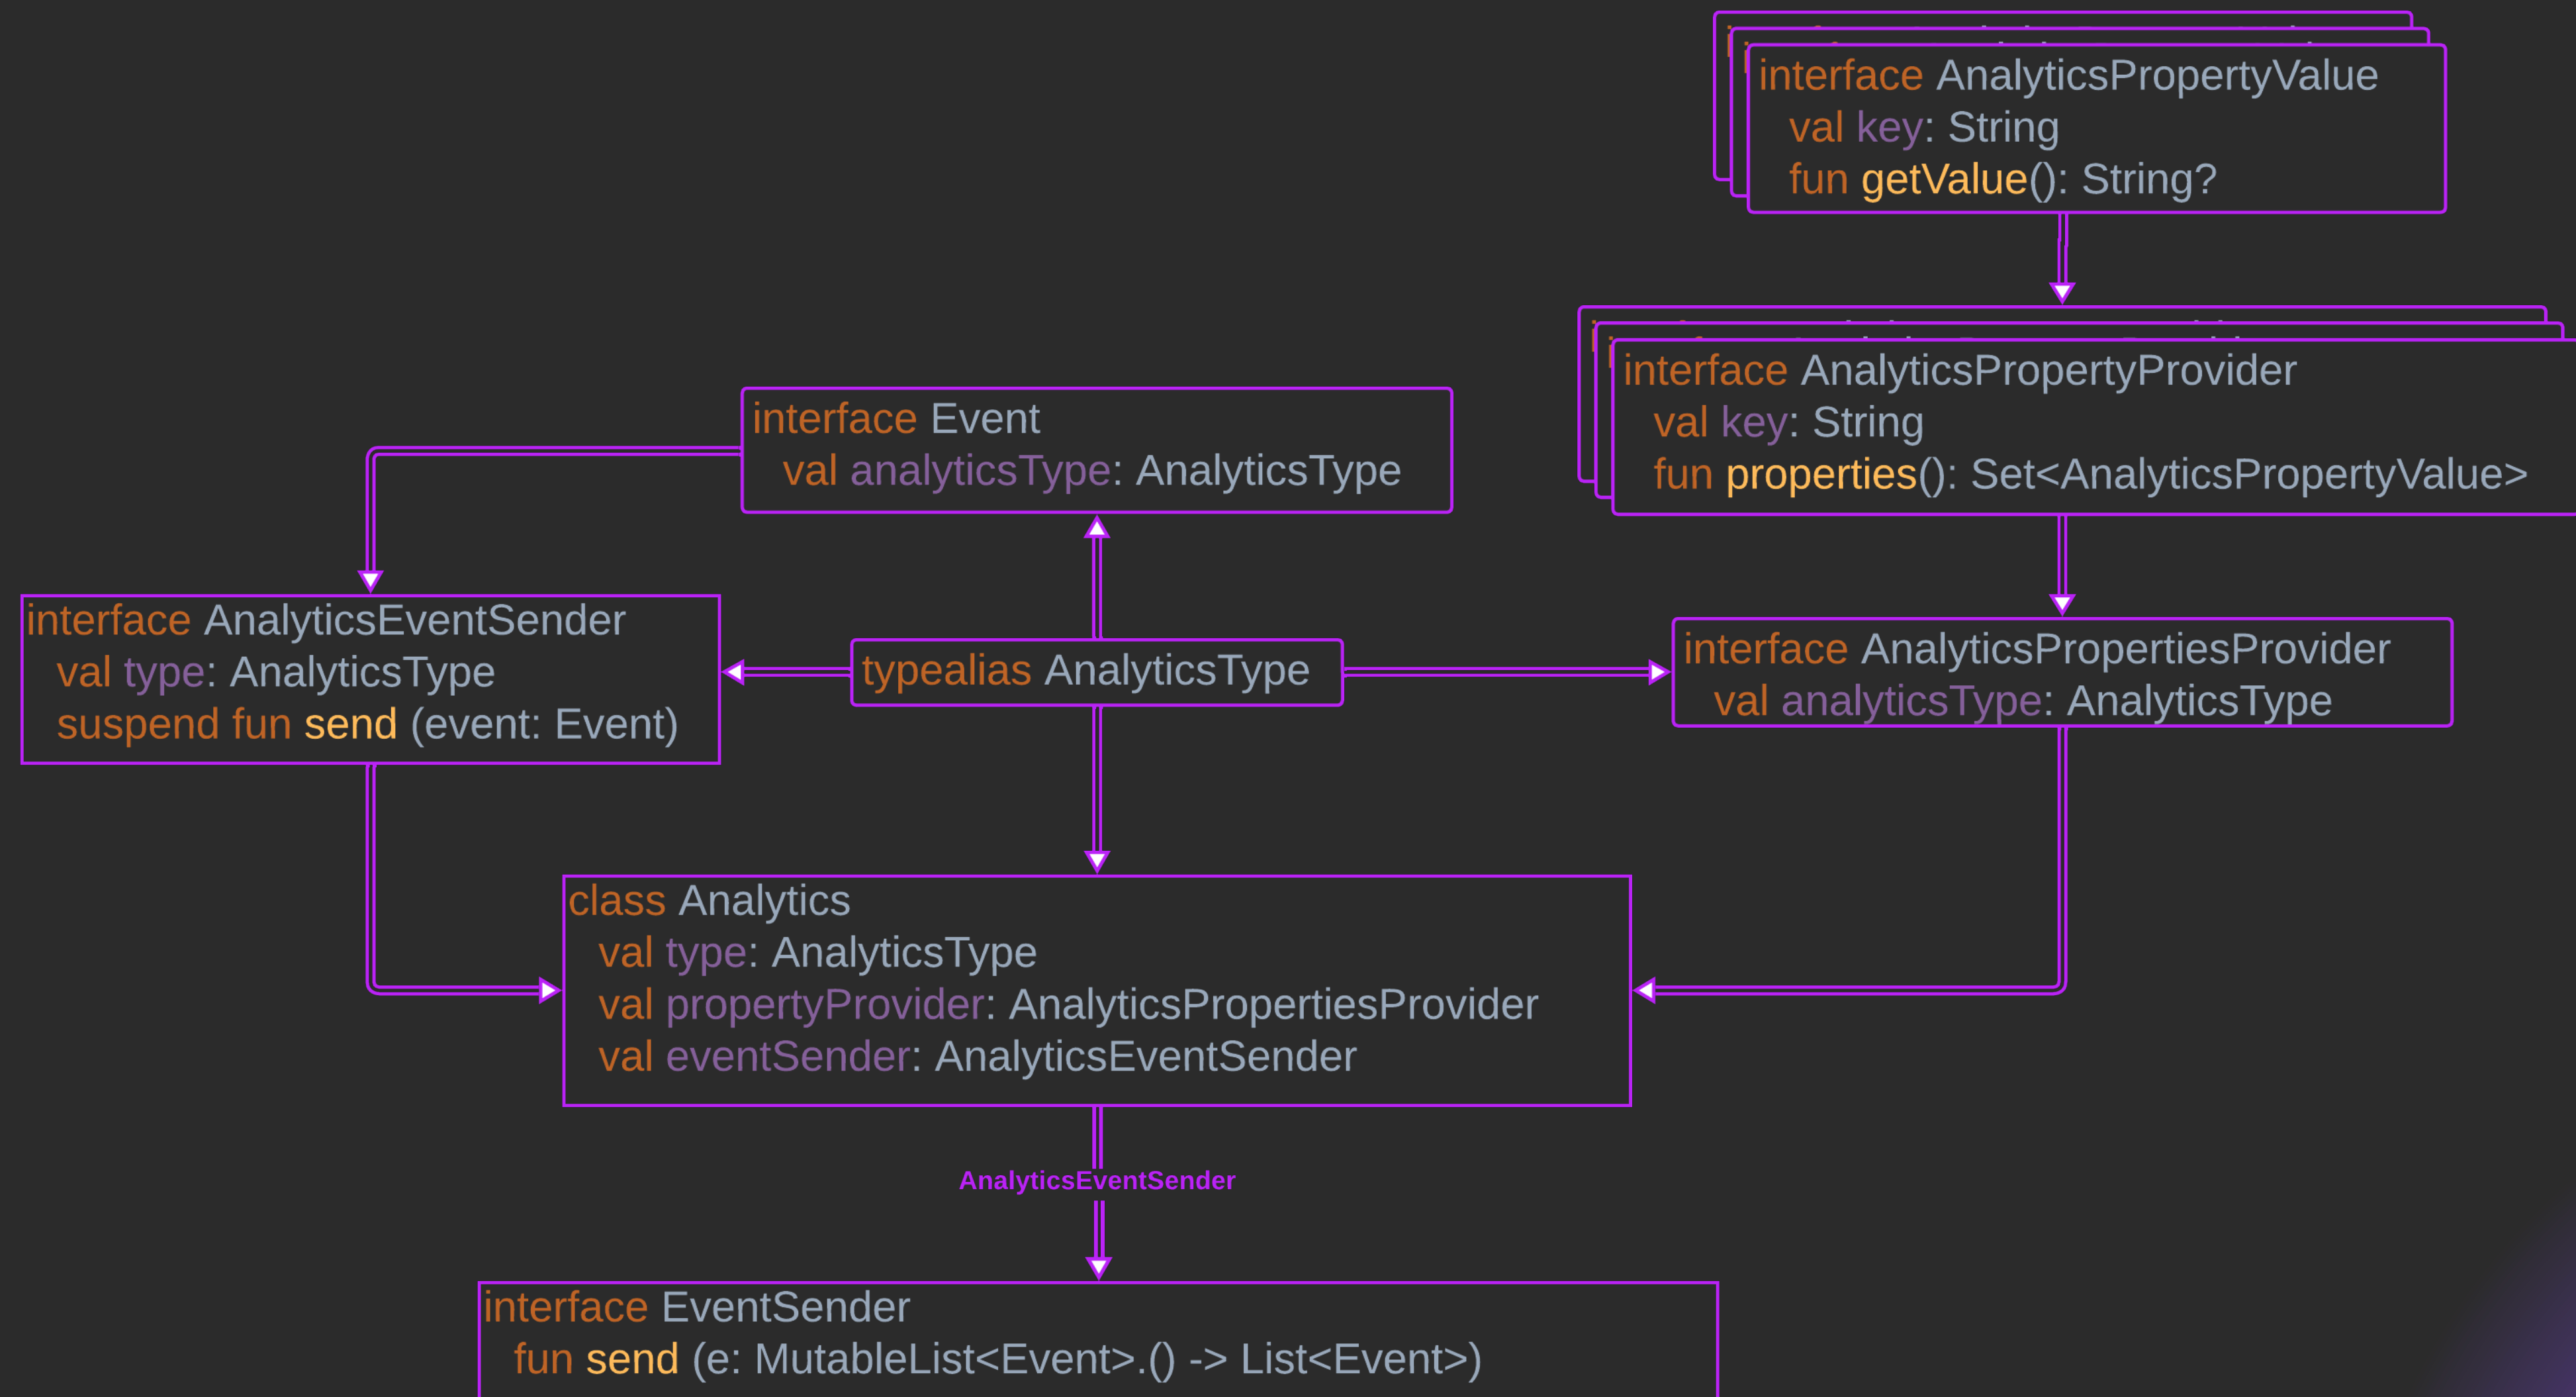 interface AnalyticsPropertyValue
val key: String
fun getValue(): String?
interface AnalyticsPropertyProvider
val key: String
fun properties(): Set<AnalyticsPropertyValue>
interface Event
val analyticsType: AnalyticsType
interface AnalyticsEventSender
val type: AnalyticsType
suspend fun send (event: Event)
typealias AnalyticsType
interface AnalyticsPropertiesProvider
val analyticsType: AnalyticsType
class Analytics
val type: AnalyticsType
val propertyProvider: AnalyticsPropertiesProvider
val eventSender: AnalyticsEventSender
AnalyticsEventSender
interface EventSender
fun send (e: MutableList<Event>.() -> List<Event>)